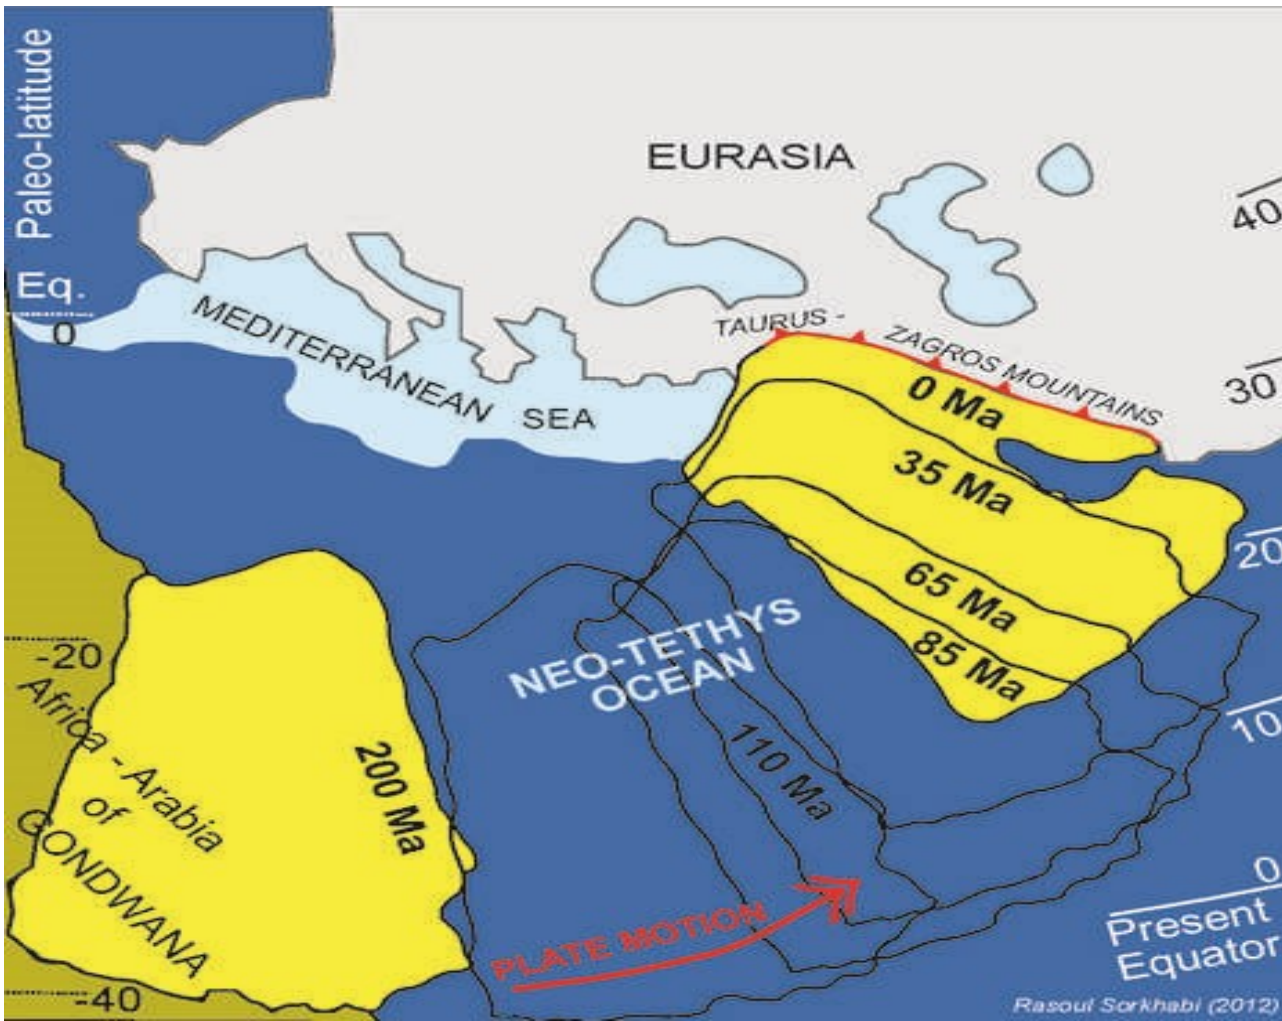 Paleo-latitude
EURASIA
40
Eq.
0
MEDITERRANEAN SEA
TAURUS -
ZAGROS MOUNTAINS
30
0 Ma
35 Ma
20
65 Ma
NEO-TETHYS
OCEAN
85 Ma
-20
Africa - Arabia
of
GONDWANA
200 Ma
110 Ma
10
PLATE MOTION
0
Present
Equator
-40
Rasoul Sorkhabi (2012)